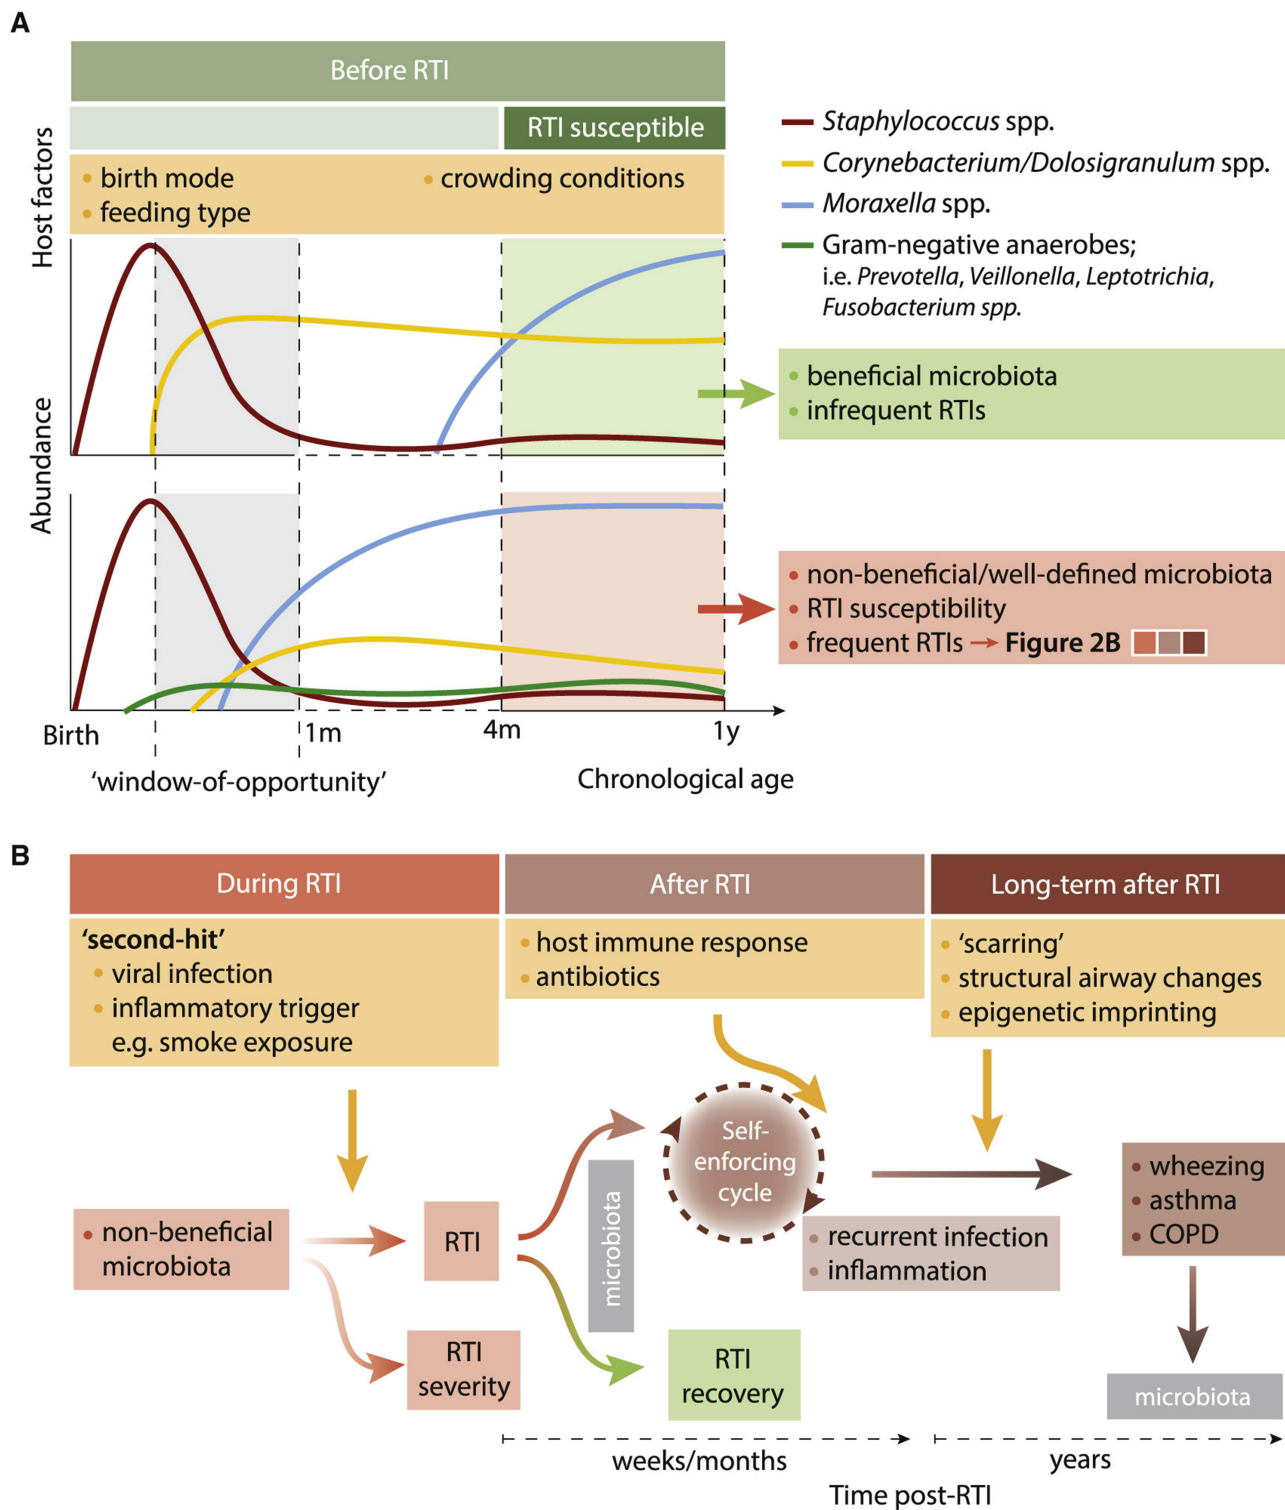 A
Before RTI
RTI susceptible
Host factors
• birth mode
• feeding type
• crowding conditions
Staphylococcus spp.
Corynebacterium/Dolosigranulum spp.
Moraxella spp.
Gram-negative anaerobes;
i.e. Prevotella, Veillonella, Leptotrichia,
Fusobacterium spp.
Abundance
• beneficial microbiota
• infrequent RTIs
• non-beneficial/well-defined microbiota
• RTI susceptibility
• frequent RTIs → Figure 2B
Birth
1m
4m
1y
‘window-of-opportunity’
Chronological age
B
During RTI
After RTI
Long-term after RTI
‘second-hit’
• viral infection
• inflammatory trigger
e.g. smoke exposure
• host immune response
• antibiotics
• ‘scarring’
• structural airway changes
• epigenetic imprinting
• non-beneficial
microbiota
RTI
RTI
severity
microbiota
Self-
enforcing
cycle
• recurrent infection
• inflammation
RTI
recovery
• wheezing
• asthma
• COPD
microbiota
weeks/months
years
Time post-RTI